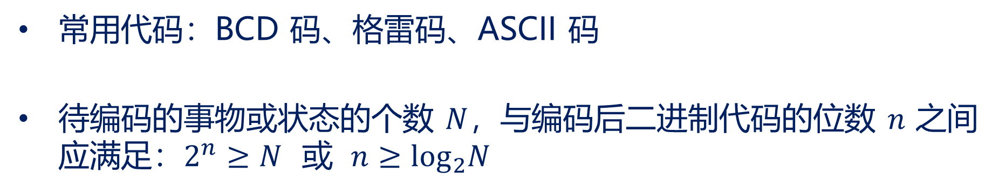 • 常用代码：BCD 码、格雷码、ASCII 码
• 待编码的事物或状态的个数 N，与编码后二进制代码的位数 n 之间
应满足：2ⁿ ≥ N 或 n ≥ log₂N